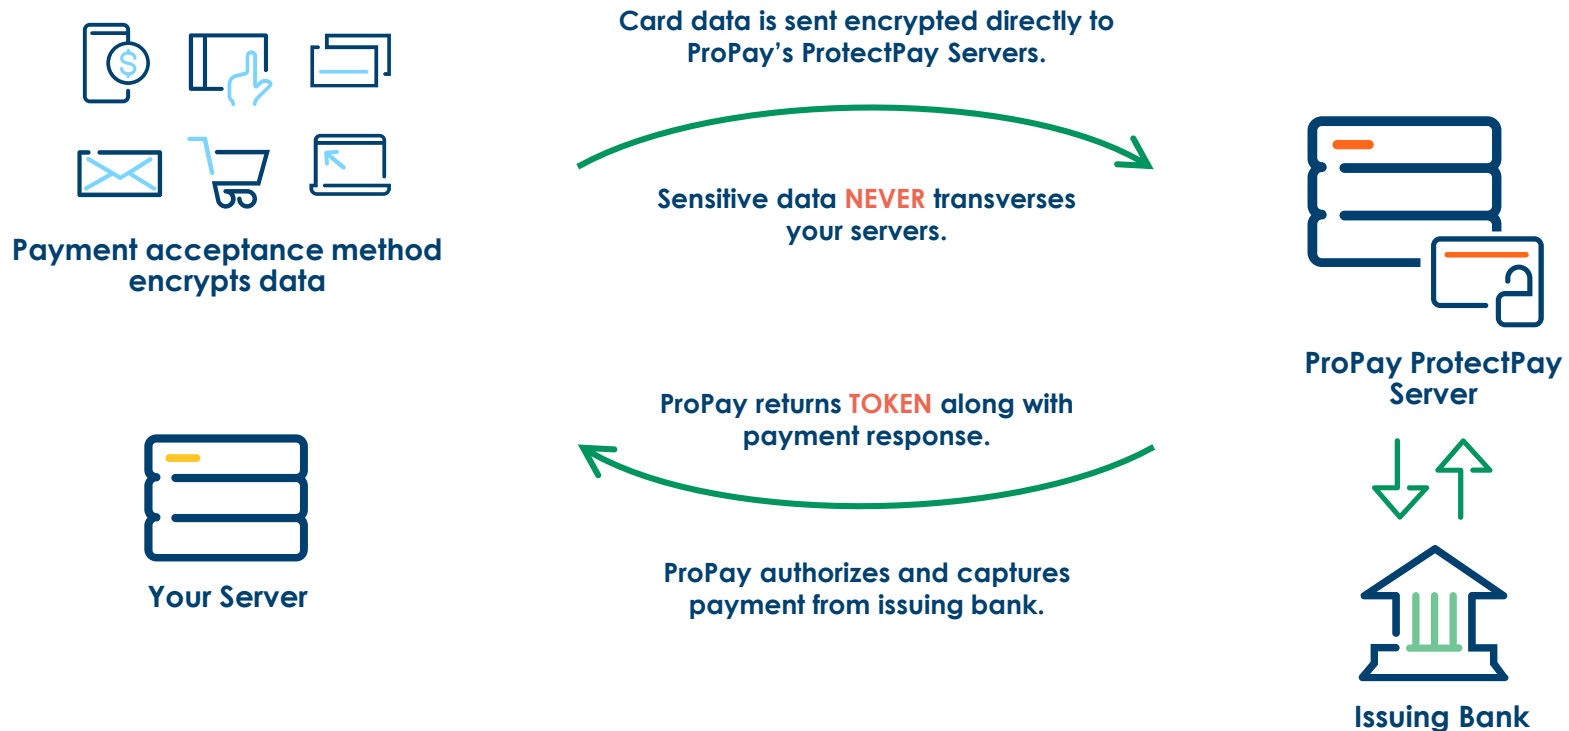 Card data is sent encrypted directly to
ProPay’s ProtectPay Servers.
$
Sensitive data NEVER transverses
your servers.
Payment acceptance method
encrypts data
ProPay ProtectPay
Server
ProPay returns TOKEN along with
payment response.
Your Server
ProPay authorizes and captures
payment from issuing bank.
Issuing Bank